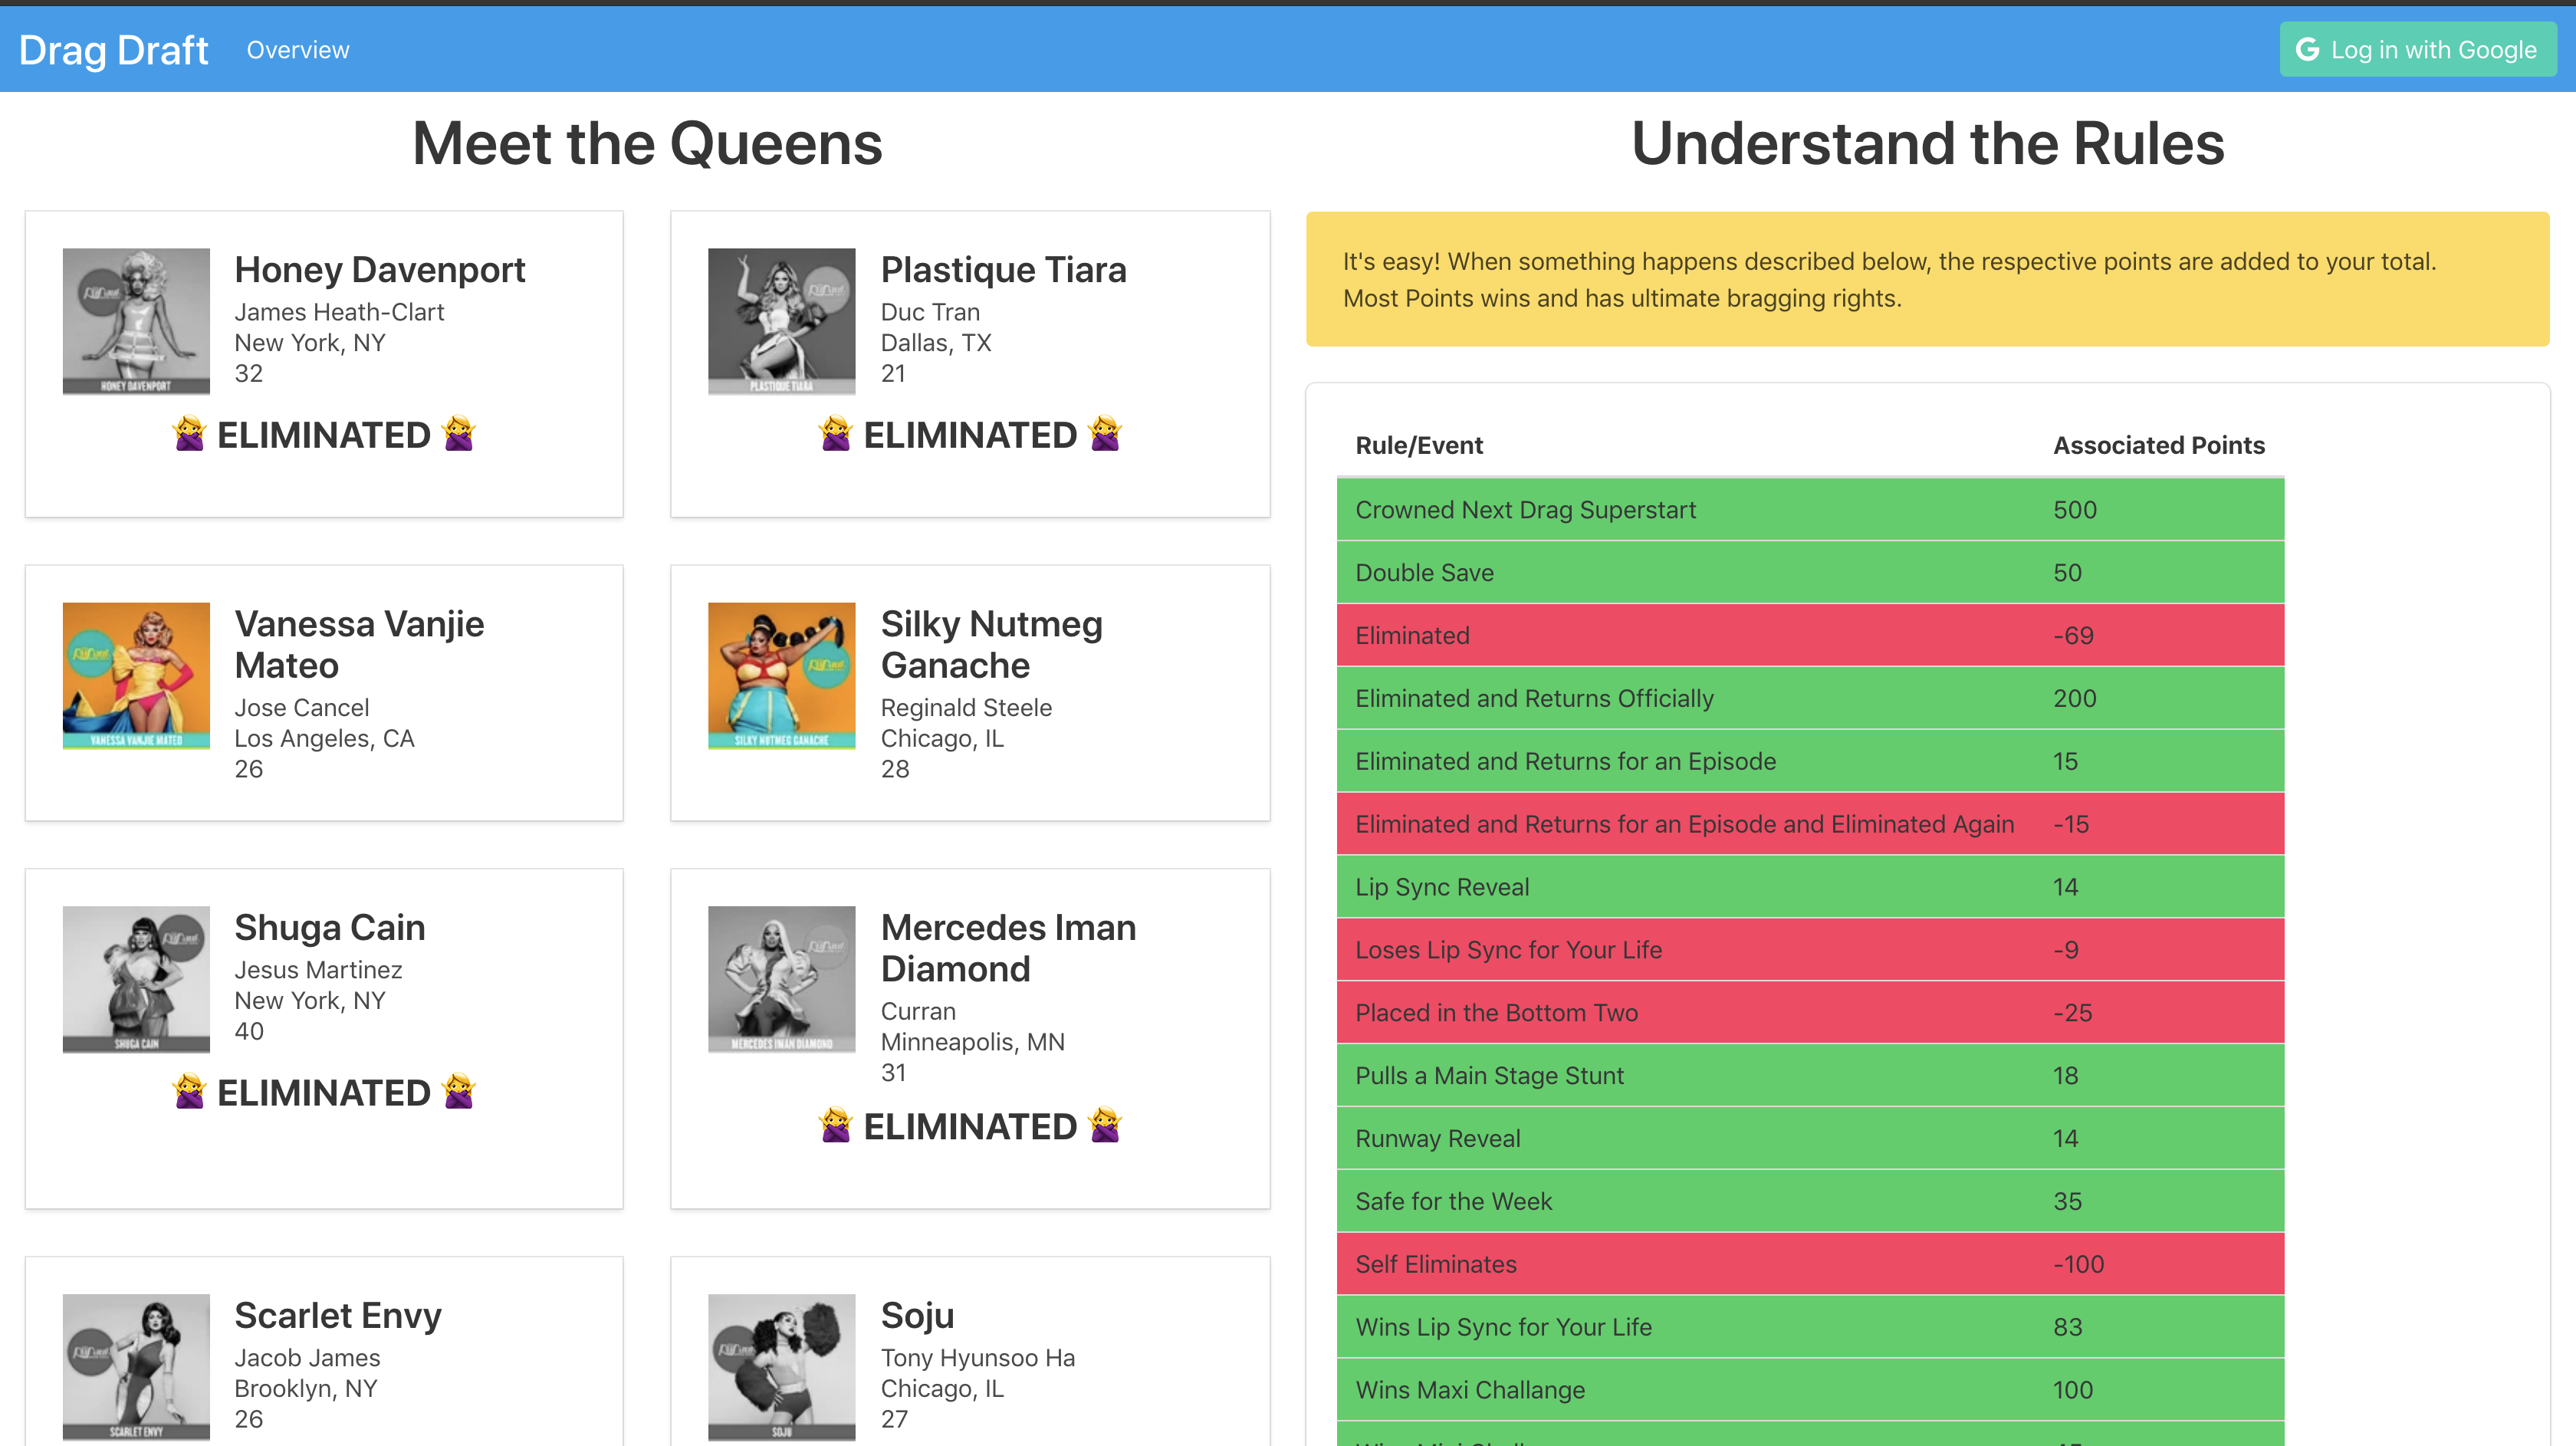 Drag Draft
Overview
Log in with Google
Meet the Queens
Honey Davenport
James Heath-Clart
New York, NY
32
HONEY DAVENPORT
ELIMINATED
Plastique Tiara
Duc Tran
Dallas, TX
21
PLASTIQUE TIARA
ELIMINATED
Vanessa Vanjie
Mateo
Jose Cancel
Los Angeles, CA
26
VANESSA VANJIE MATEO
Silky Nutmeg
Ganache
Reginald Steele
Chicago, IL
28
SILKY NUTMEG GANACHE
Shuga Cain
Jesus Martinez
New York, NY
40
SHUGA CAIN
ELIMINATED
Mercedes Iman
Diamond
Curran
Minneapolis, MN
31
MERCEDES IMAN DIAMOND
ELIMINATED
Scarlet Envy
Jacob James
Brooklyn, NY
26
SCARLET ENVY
Soju
Tony Hyunsoo Ha
Chicago, IL
27
SOJU
Understand the Rules
It's easy! When something happens described below, the respective points are added to your total.
Most Points wins and has ultimate bragging rights.
Rule/Event Associated Points
Crowned Next Drag Superstart 500
Double Save 50
Eliminated -69
Eliminated and Returns Officially 200
Eliminated and Returns for an Episode 15
Eliminated and Returns for an Episode and Eliminated Again -15
Lip Sync Reveal 14
Loses Lip Sync for Your Life -9
Placed in the Bottom Two -25
Pulls a Main Stage Stunt 18
Runway Reveal 14
Safe for the Week 35
Self Eliminates -100
Wins Lip Sync for Your Life 83
Wins Maxi Challange 100